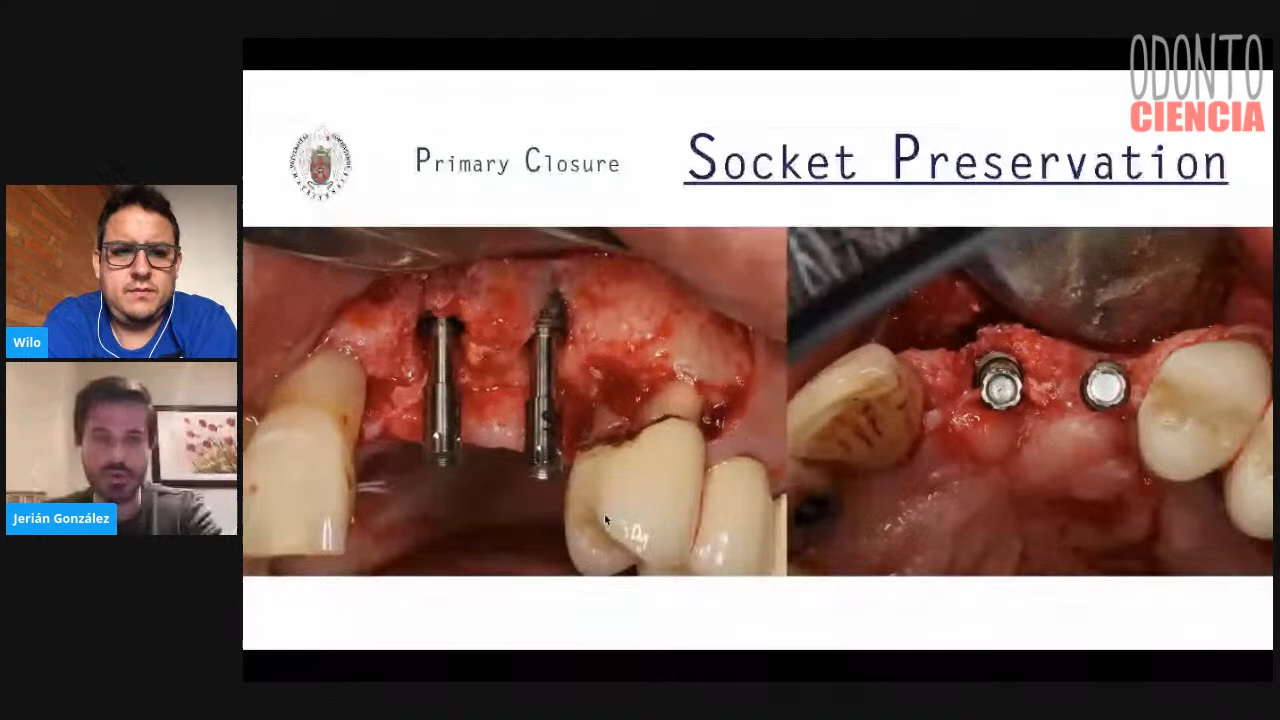 ODONTO
CIENCIA
Primary Closure
Socket Preservation
Wilo
Jerián González